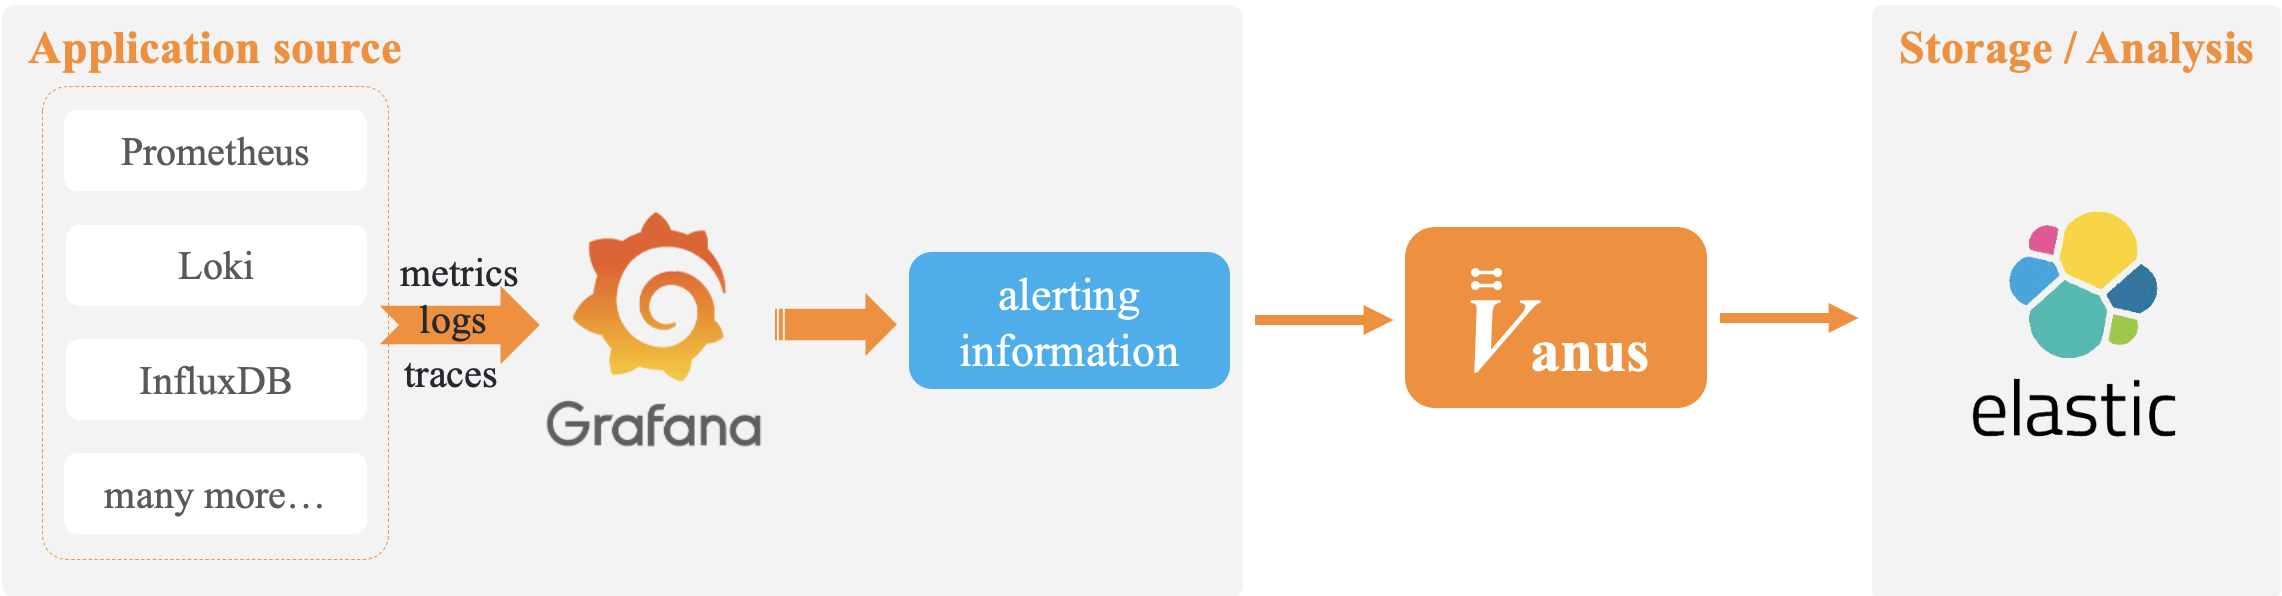 Application source
Prometheus
Loki
InfluxDB
many more…
metrics
logs
traces
Grafana
alerting
information
Vanus
Storage / Analysis
elastic